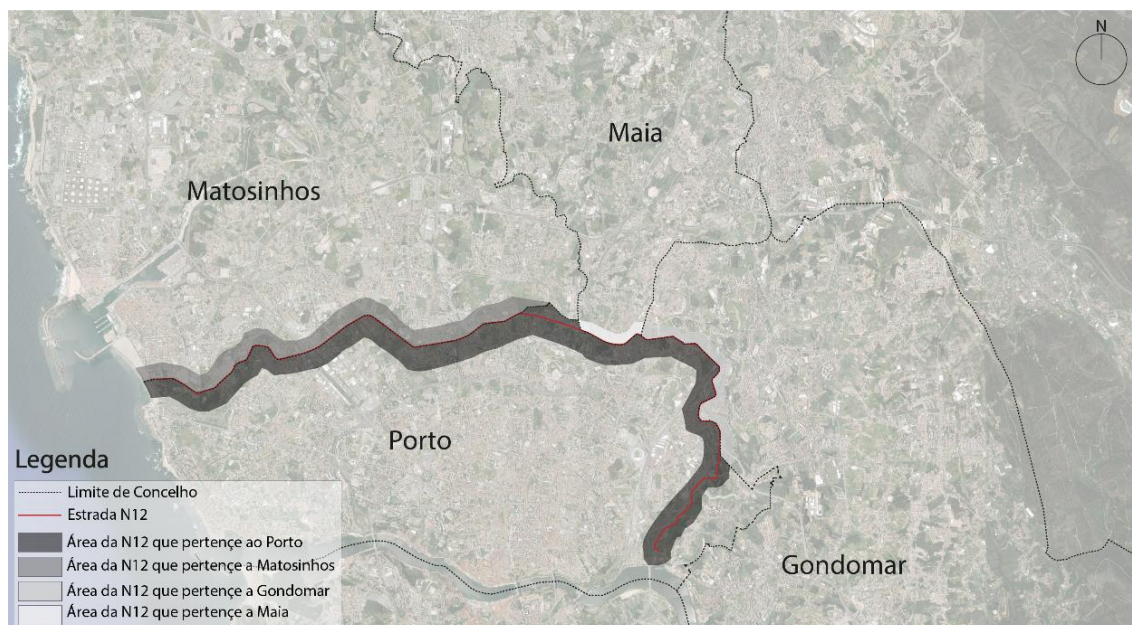 N
Maia
Matosinhos
Porto
Gondomar
Legenda
Limite de Concelho
Estrada N12
Área da N12 que pertençe ao Porto
Área da N12 que pertençe a Matosinhos
Área da N12 que pertençe a Gondomar
Área da N12 que pertençe a Maia